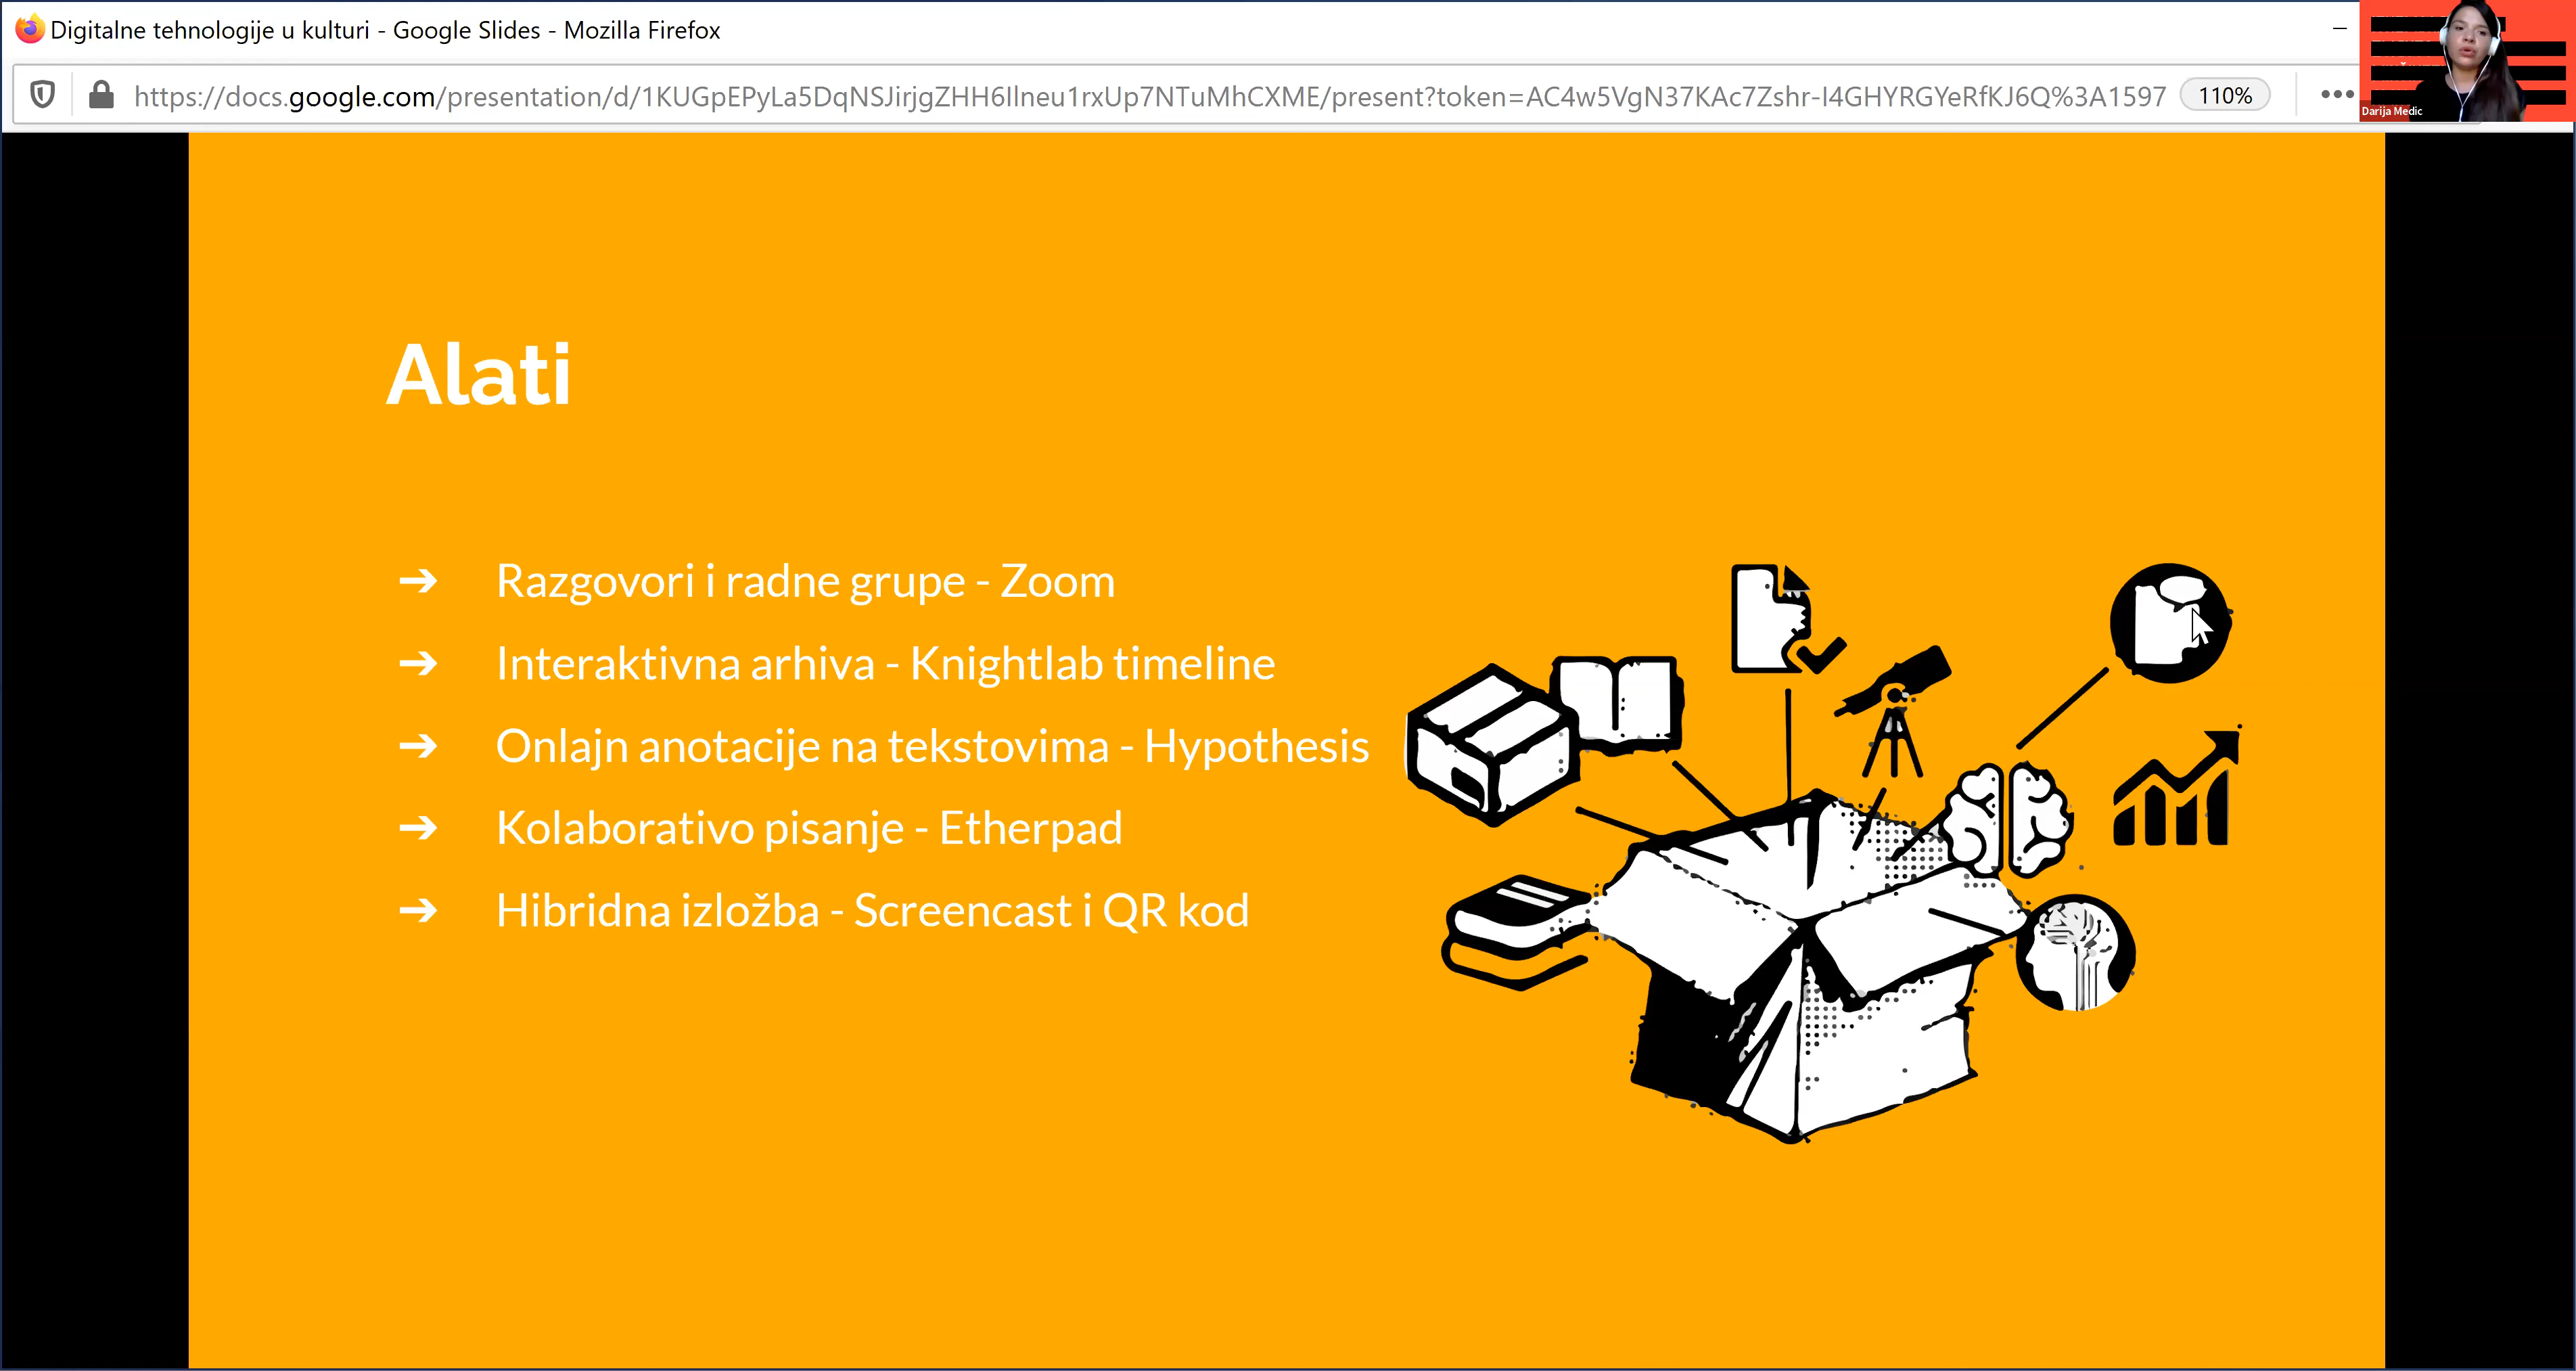 Digitalne tehnologije u kulturi - Google Slides - Mozilla Firefox
https://docs.google.com/presentation/d/1KUGpEPyLa5DqNSJirjgZHH6Ilneu1rxUp7NTuMhCXME/present?token=AC4w5VgN37KAc7Zshr-I4GHYRGYeRfKJ6Q%3A1597
110%
Darija Medic
Alati
➔ Razgovori i radne grupe - Zoom
➔ Interaktivna arhiva - Knightlab timeline
➔ Onlajn anotacije na tekstovima - Hypothesis
➔ Kolaborativo pisanje - Etherpad
➔ Hibridna izložba - Screencast i QR kod